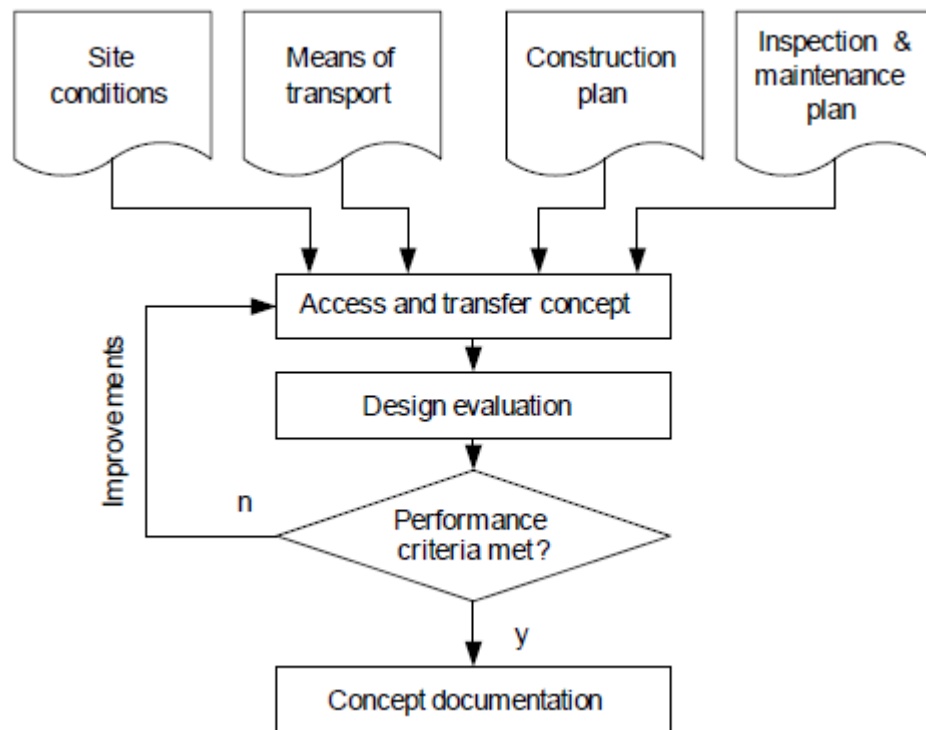 Site
conditions
Means of
transport
Construction
plan
Inspection &
maintenance
plan
Access and transfer concept
Design evaluation
Improvements
n
Performance
criteria met?
y
Concept documentation